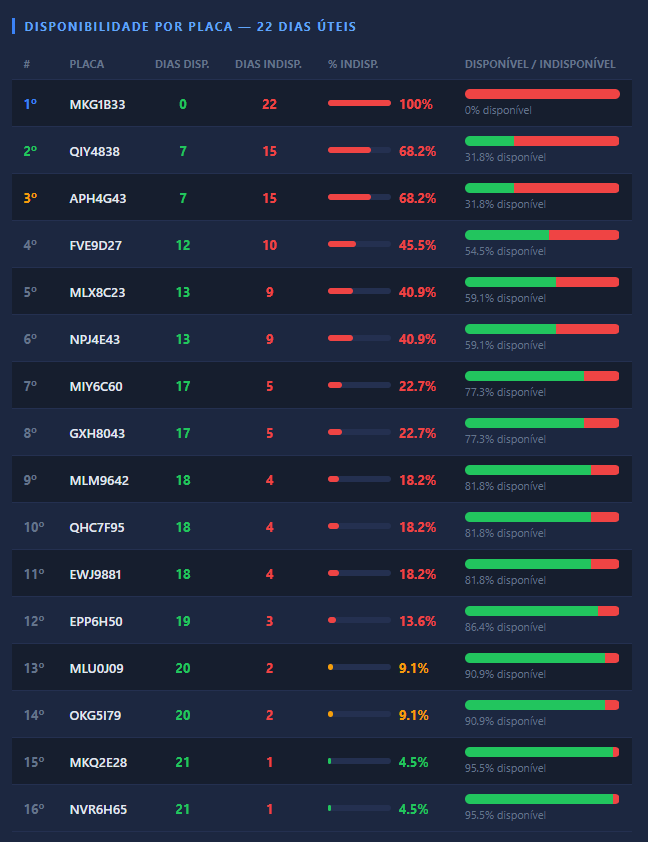 DISPONIBILIDADE POR PLACA — 22 DIAS ÚTEIS
# PLACA DIAS DISP. DIAS INDISP. % INDISP. DISPONÍVEL / INDISPONÍVEL
1º MKG1B33 0 22 100% 0% disponível
2º QIY4838 7 15 68.2% 31.8% disponível
3º APH4G43 7 15 68.2% 31.8% disponível
4º FVE9D27 12 10 45.5% 54.5% disponível
5º MLX8C23 13 9 40.9% 59.1% disponível
6º NPJ4E43 13 9 40.9% 59.1% disponível
7º MIY6C60 17 5 22.7% 77.3% disponível
8º GXH8043 17 5 22.7% 77.3% disponível
9º MLM9642 18 4 18.2% 81.8% disponível
10º QHC7F95 18 4 18.2% 81.8% disponível
11º EWJ9881 18 4 18.2% 81.8% disponível
12º EPP6H50 19 3 13.6% 86.4% disponível
13º MLU0J09 20 2 9.1% 90.9% disponível
14º OKG5I79 20 2 9.1% 90.9% disponível
15º MKQ2E28 21 1 4.5% 95.5% disponível
16º NVR6H65 21 1 4.5% 95.5% disponível